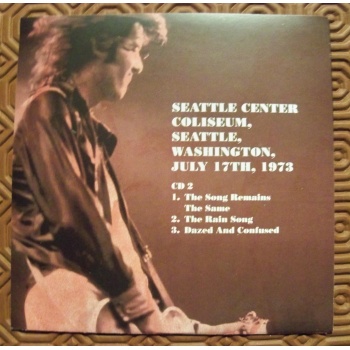 SEATTLE CENTER
COLISEUM,
SEATTLE,
WASHINGTON,
JULY 17TH, 1973
CD 2
1. The Song Remains
The Same
2. The Rain Song
3. Dazed And Confused